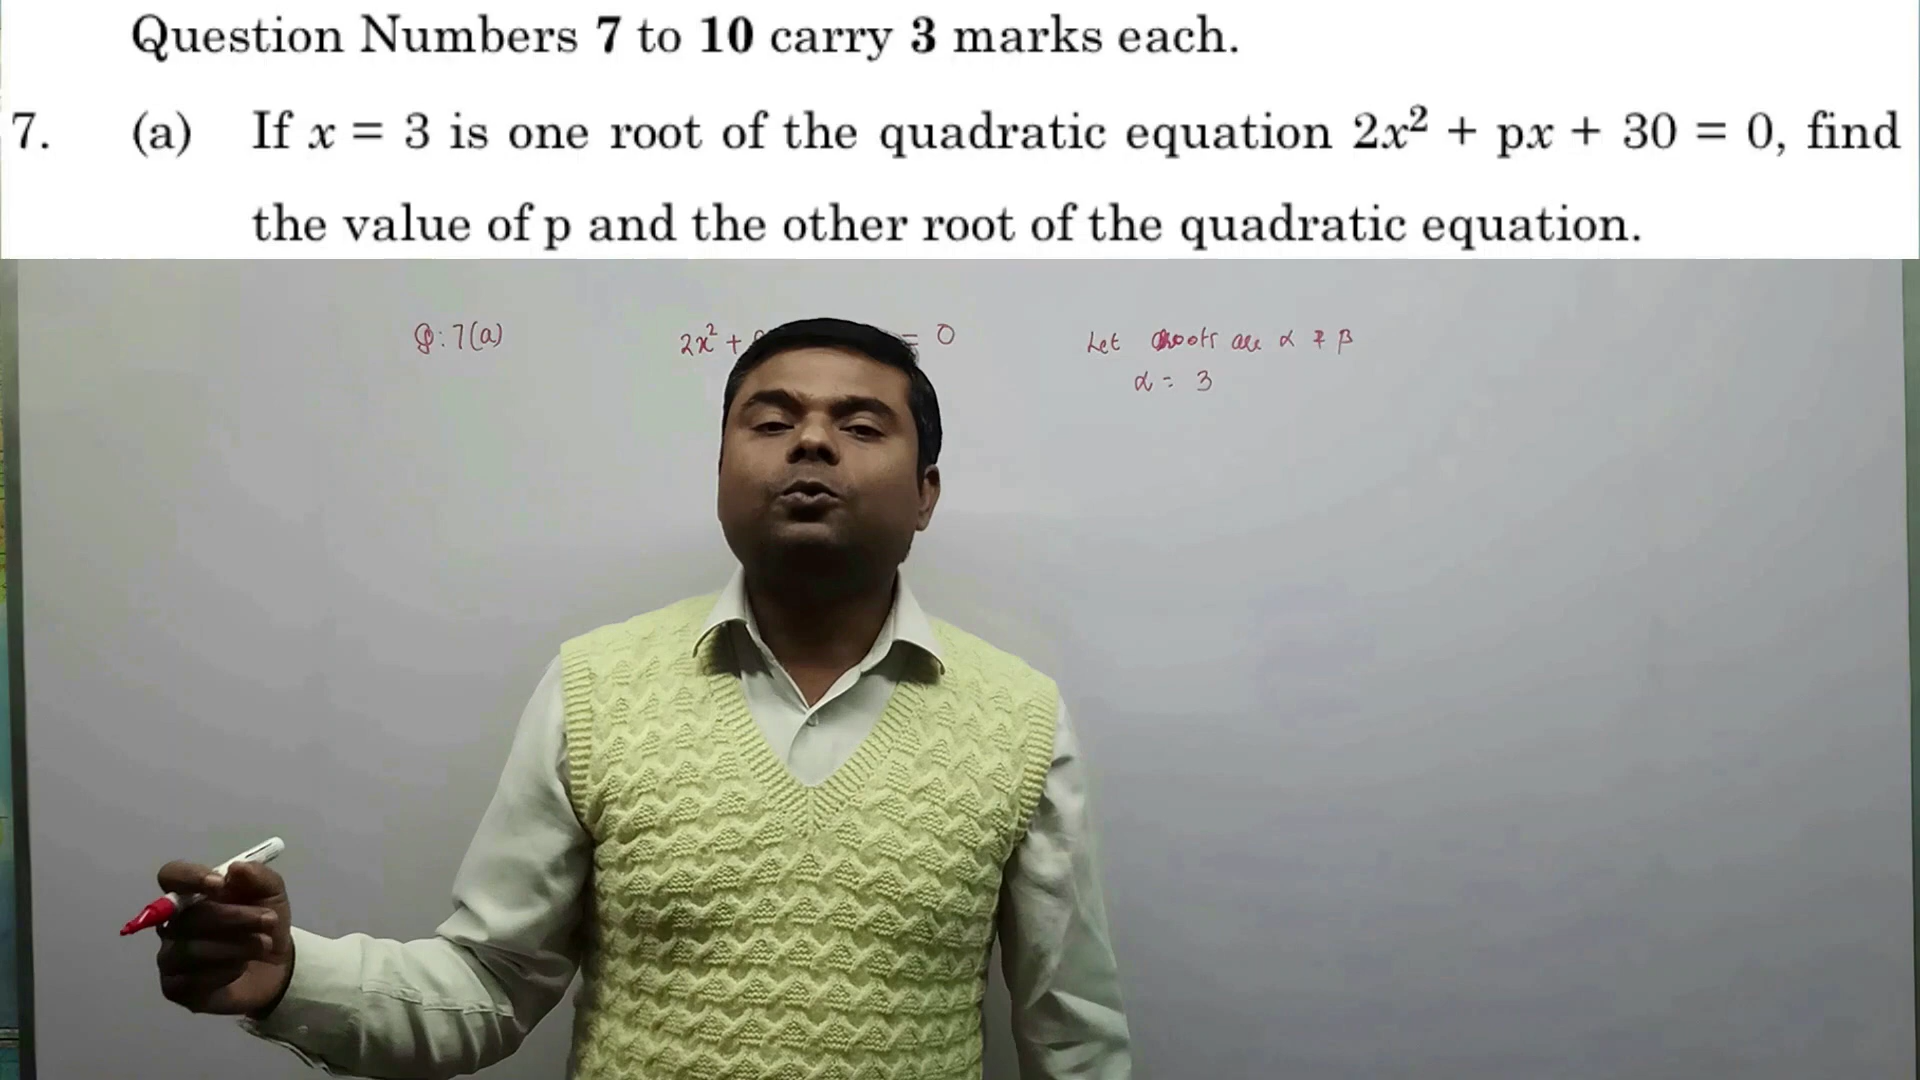 Question Numbers 7 to 10 carry 3 marks each.
7. (a) If x = 3 is one root of the quadratic equation 2x² + px + 30 = 0, find
the value of p and the other root of the quadratic equation.
Q:7(a) 2x² + = 0 Let roots are α & β
α = 3